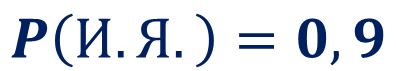 P(И. Я. ) = 0, 9